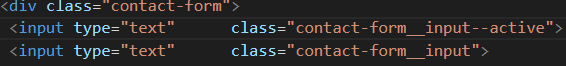 <div class="contact-form">
<input type="text" class="contact-form__input--active">
<input type="text" class="contact-form__input">